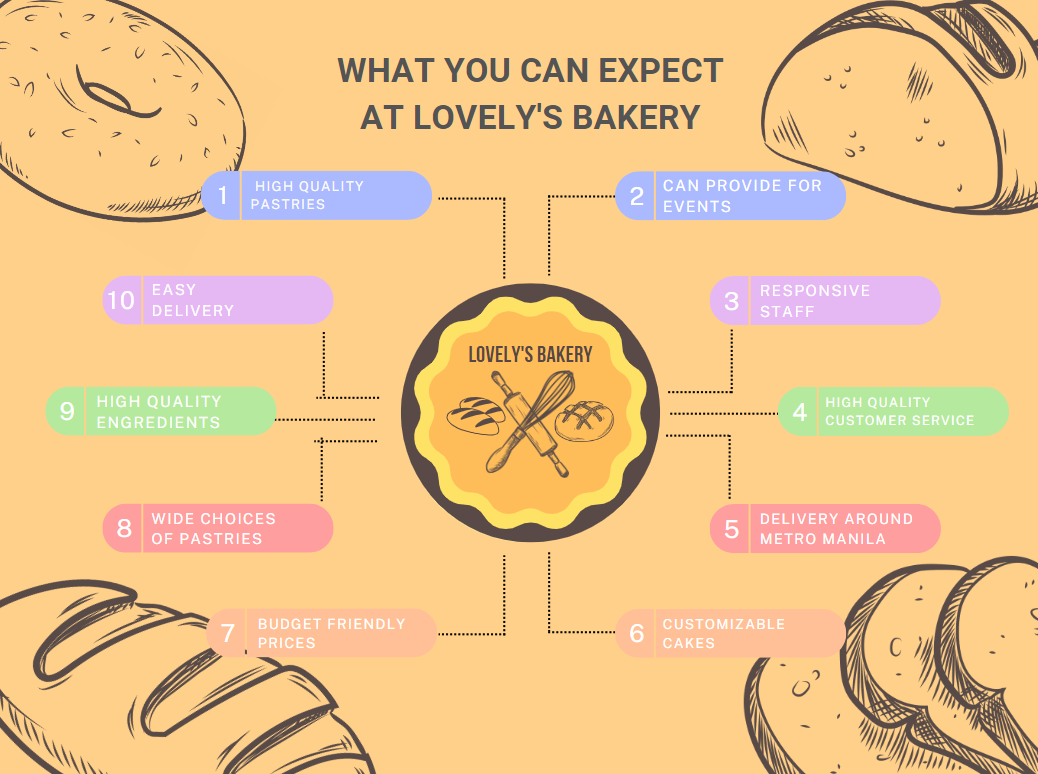 WHAT YOU CAN EXPECT
AT LOVELY'S BAKERY
1
HIGH QUALITY
PASTRIES
2
CAN PROVIDE FOR
EVENTS
3
RESPONSIVE
STAFF
4
HIGH QUALITY
CUSTOMER SERVICE
5
DELIVERY AROUND
METRO MANILA
6
CUSTOMIZABLE
CAKES
7
BUDGET FRIENDLY
PRICES
8
WIDE CHOICES
OF PASTRIES
9
HIGH QUALITY
ENGREDIENTS
10
EASY
DELIVERY
LOVELY'S BAKERY